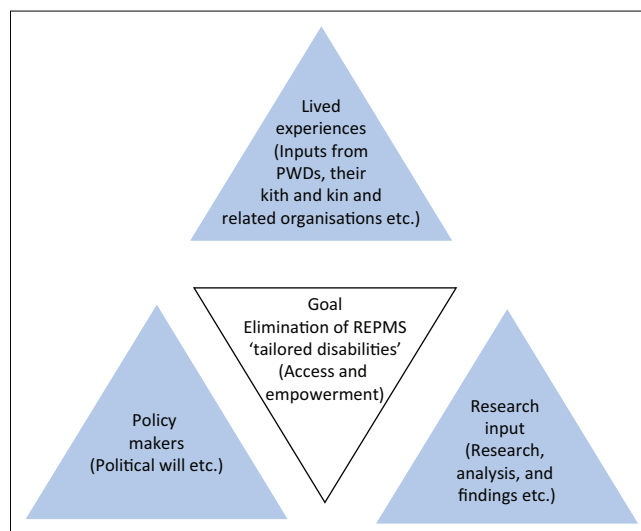 Lived
experiences
(Inputs from
PWDs, their
kith and kin and
related organisations etc.)
Goal
Elimination of REPMS
‘tailored disabilities’
(Access and
empowerment)
Policy
makers
(Political will etc.)
Research
input
(Research,
analysis, and
findings etc.)